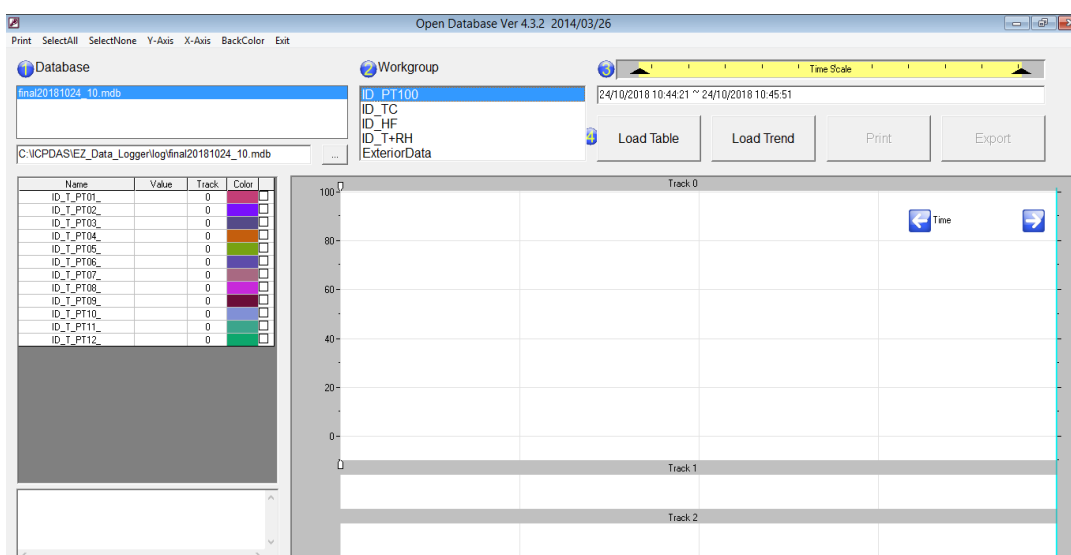 Open Database Ver 4.3.2 2014/03/26
Print SelectAll SelectNone Y-Axis X-Axis BackColor Exit
1 Database
2 Workgroup
3 Time Scale
final20181024_10.mdb
ID_PT100
ID_TC
ID_HF
ID_T+RH
ExteriorData
24/10/2018 10:44:21 ~ 24/10/2018 10:45:51
4 Load Table Load Trend Print Export
C:\ICPDAS\EZ_Data_Logger\log\final20181024_10.mdb ...
Name Value Track Color
ID_T_PT01_ 0
ID_T_PT02_ 0
ID_T_PT03_ 0
ID_T_PT04_ 0
ID_T_PT05_ 0
ID_T_PT06_ 0
ID_T_PT07_ 0
ID_T_PT08_ 0
ID_T_PT09_ 0
ID_T_PT10_ 0
ID_T_PT11_ 0
ID_T_PT12_ 0
Track 0
100
Time
80
60
40
20
0
Track 1
Track 2